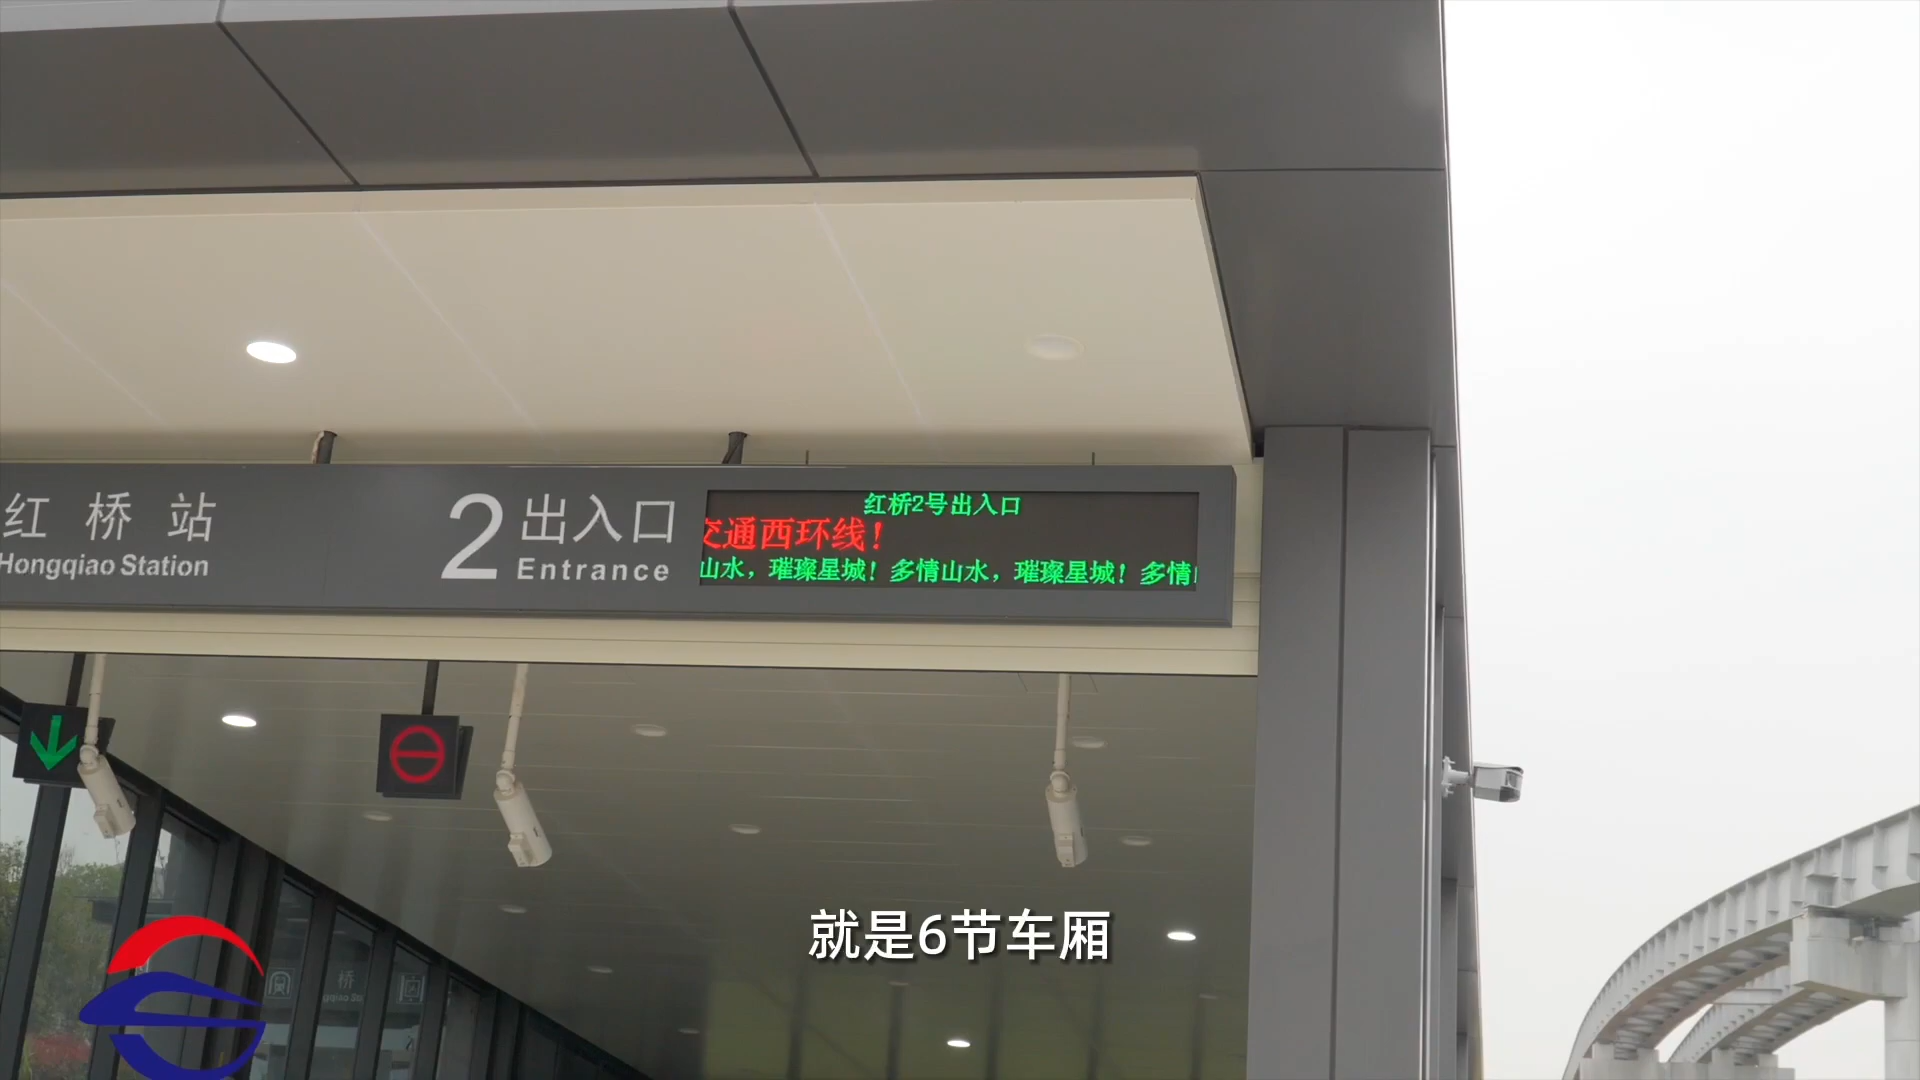 红桥站
Hongqiao Station
2 出入口
Entrance
红桥2号出入口
交通西环线！
山水，璀璨星城！多情山水，璀璨星城！多情
就是6节车厢
桥